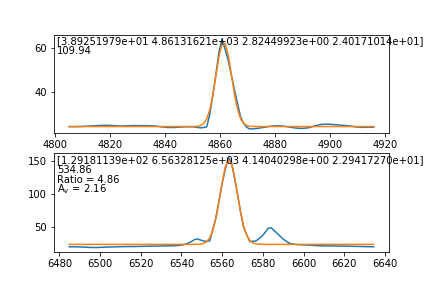 [3.89251979e+01 4.86131621e+03 2.82449923e+00 2.40171014e+01]
109.94
60
40
4800 4820 4840 4860 4880 4900 4920
[1.29181139e+02 6.56328125e+03 4.14040298e+00 2.29417270e+01]
534.86
Ratio = 4.86
Av = 2.16
150
100
50
6480 6500 6520 6540 6560 6580 6600 6620 6640